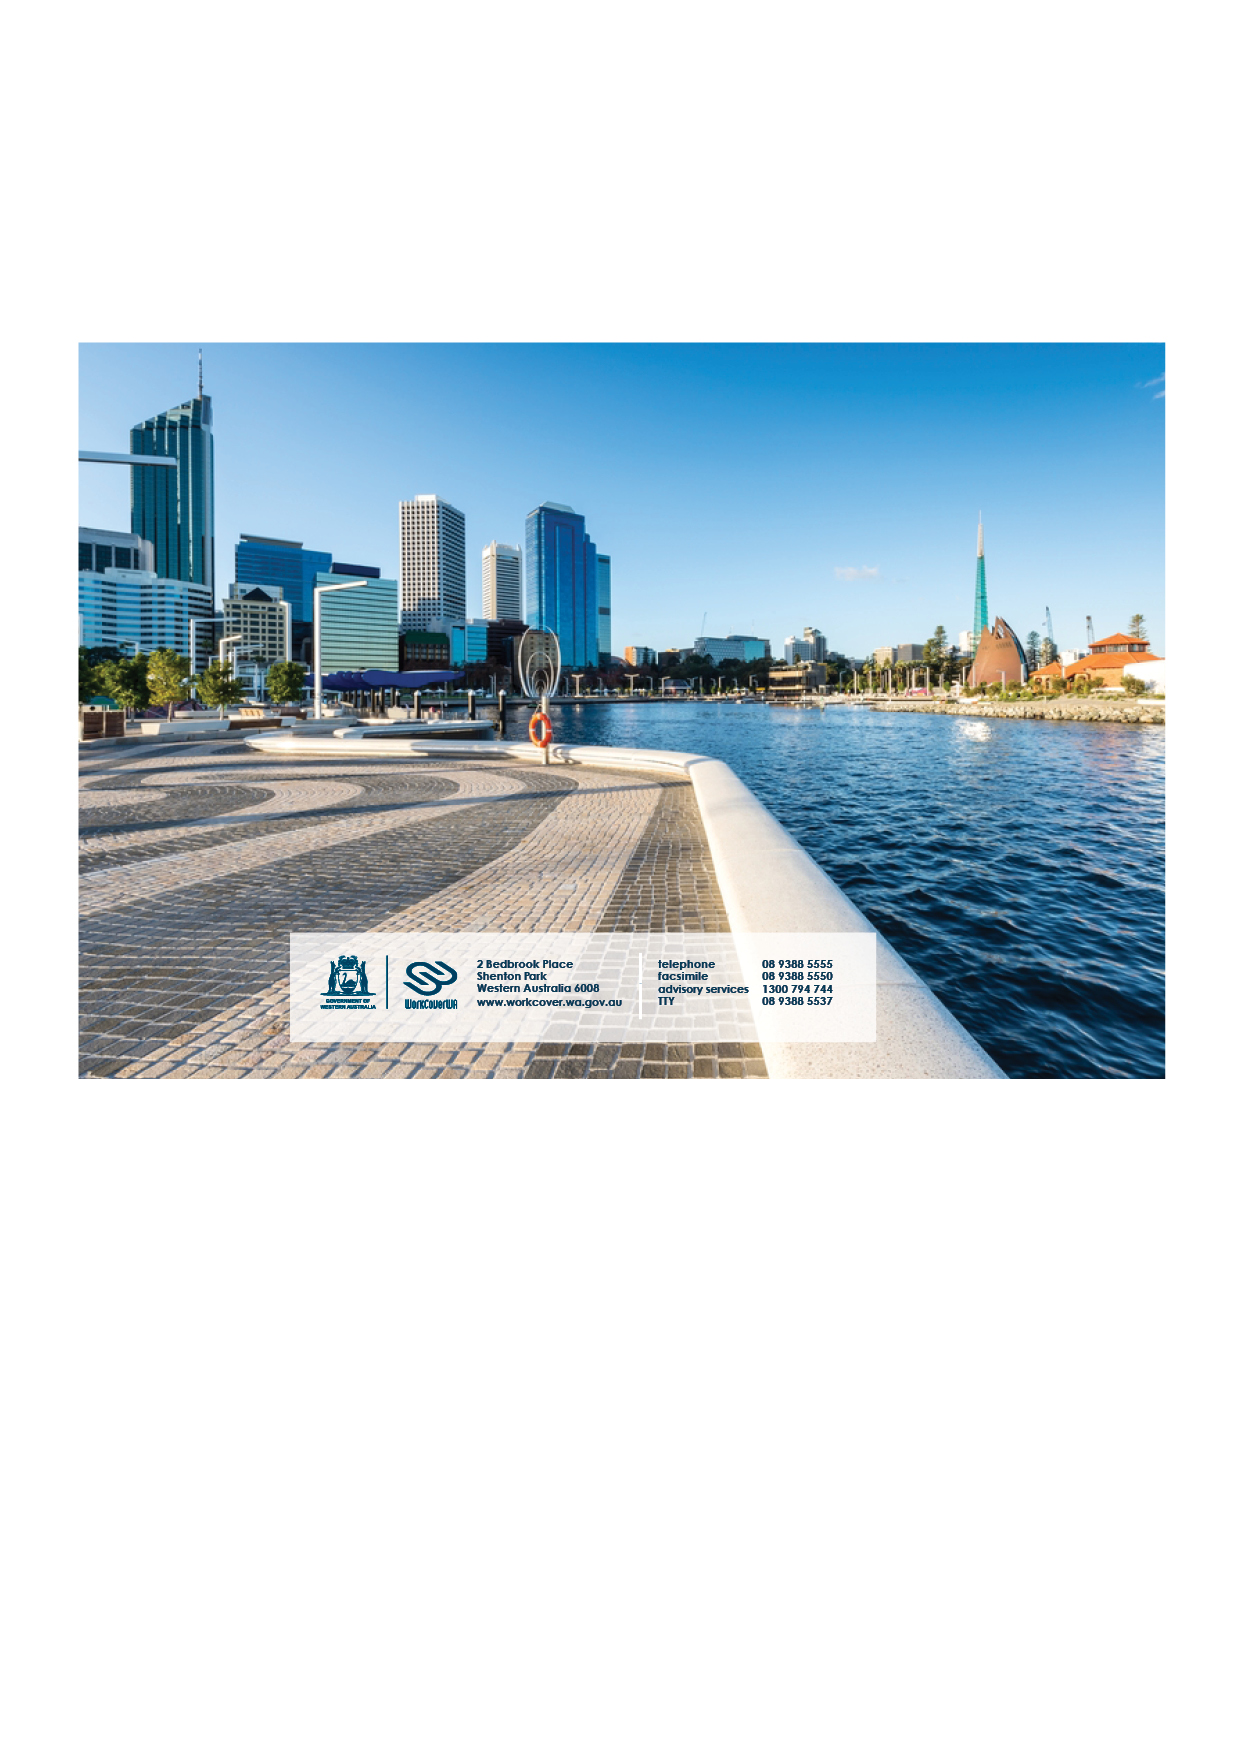 GOVERNMENT OF
WESTERN AUSTRALIA
WorkCoverWA
2 Bedbrook Place
Shenton Park
Western Australia 6008
www.workcover.wa.gov.au
telephone 08 9388 5555
facsimile 08 9388 5550
advisory services 1300 794 744
TTY 08 9388 5537